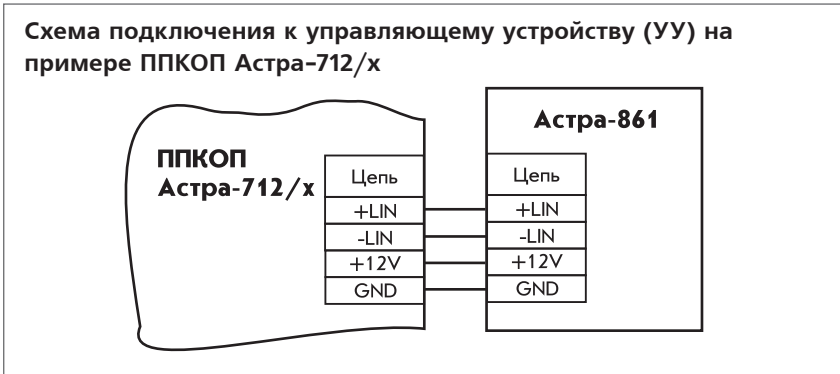 Схема подключения к управляющему устройству (УУ) на
примере ППКОП Астра-712/х
ППКОП
Астра-712/х
Цепь
+LIN
-LIN
+12V
GND
Астра-861
Цепь
+LIN
-LIN
+12V
GND